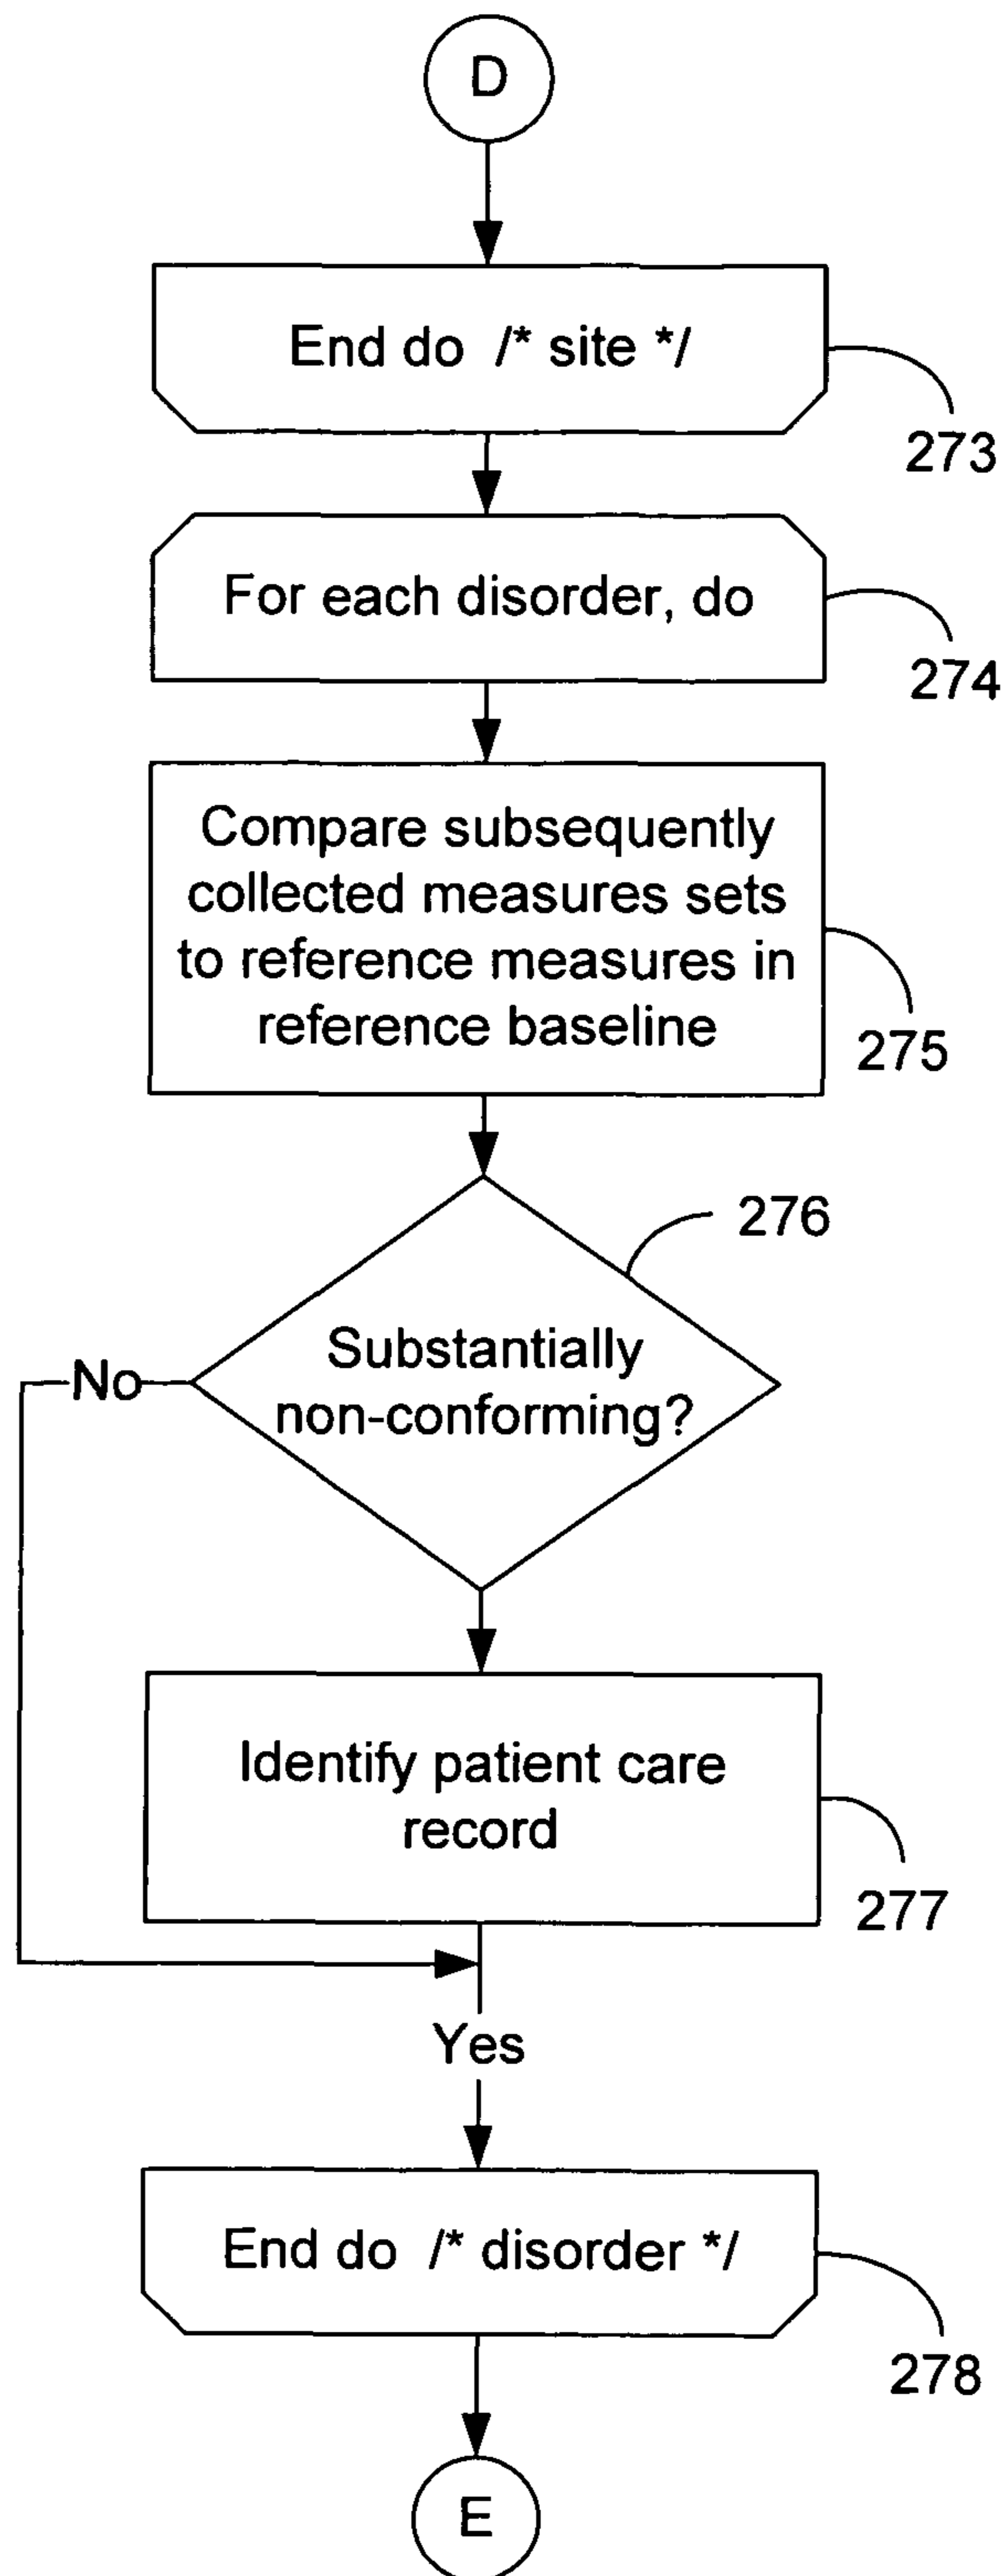 D
End do /* site */
273
For each disorder, do
274
Compare subsequently
collected measures sets
to reference measures in
reference baseline
275
276
Substantially
non-conforming?
No
Identify patient care
record
277
Yes
End do /* disorder */
278
E